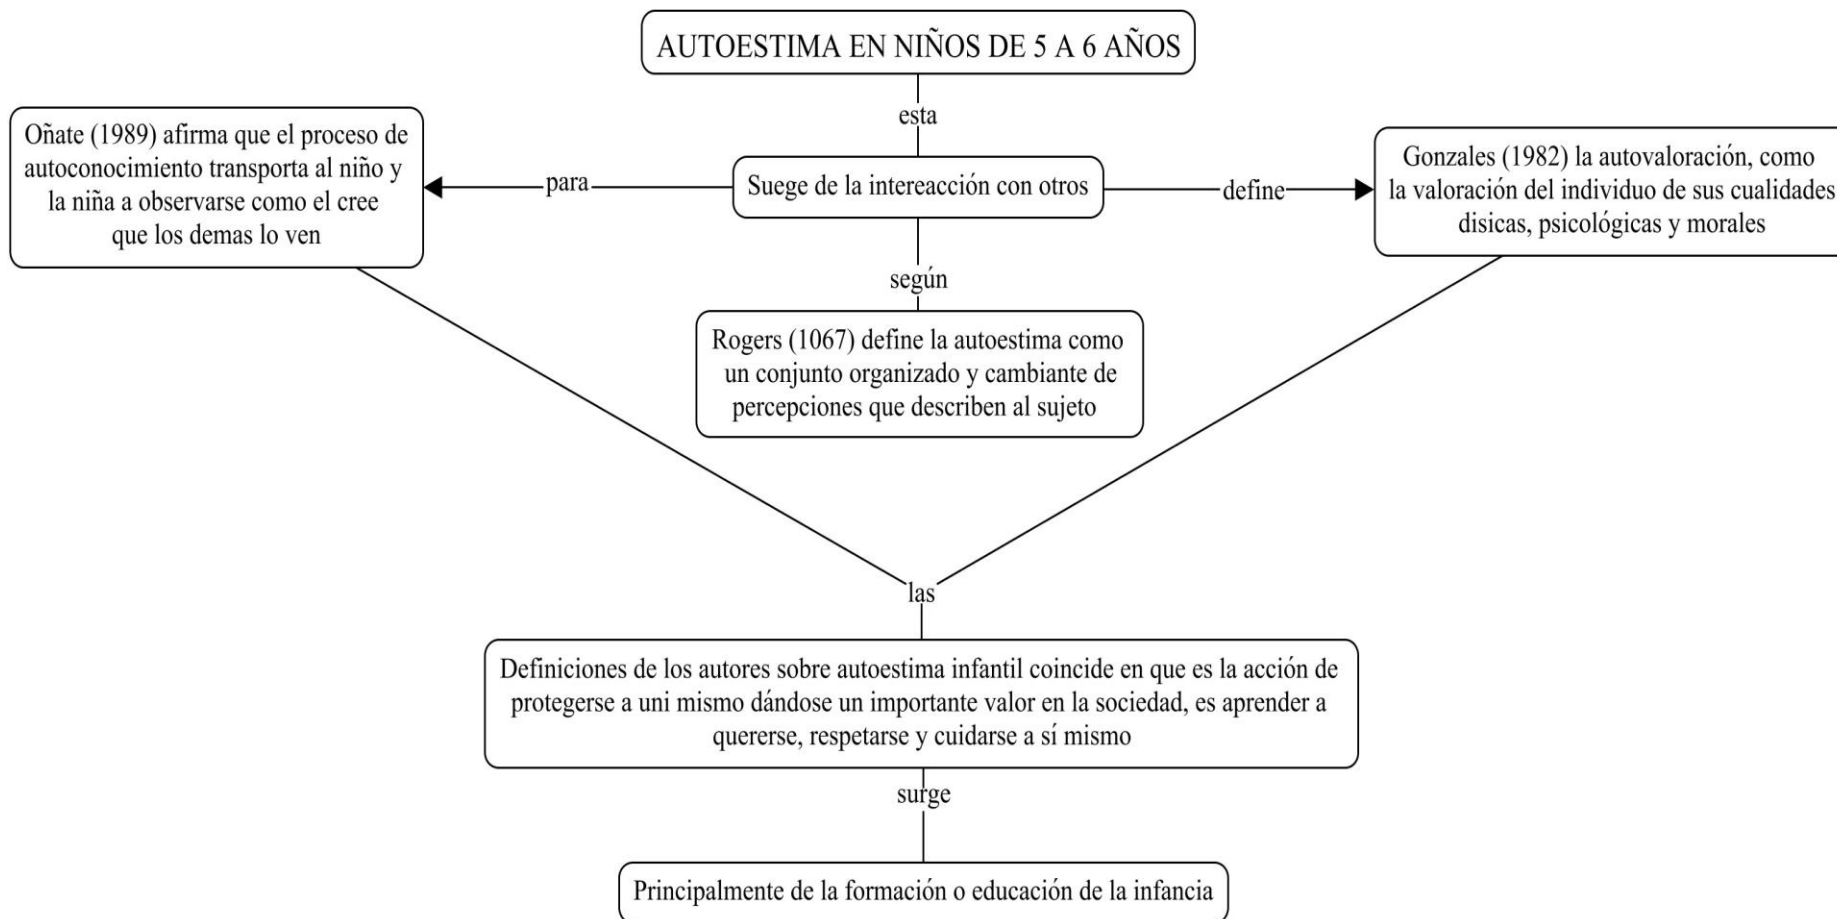 AUTOESTIMA EN NIÑOS DE 5 A 6 AÑOS
esta
Oñate (1989) afirma que el proceso de
autoconocimiento transporta al niño y
la niña a observarse como el cree
que los demas lo ven
para
Suege de la intereacción con otros
define
Gonzales (1982) la autovaloración, como
la valoración del individuo de sus cualidades
disicas, psicológicas y morales
según
Rogers (1067) define la autoestima como
un conjunto organizado y cambiante de
percepciones que describen al sujeto
las
Definiciones de los autores sobre autoestima infantil coincide en que es la acción de
protegerse a uni mismo dándose un importante valor en la sociedad, es aprender a
quererse, respetarse y cuidarse a sí mismo
surge
Principalmente de la formación o educación de la infancia